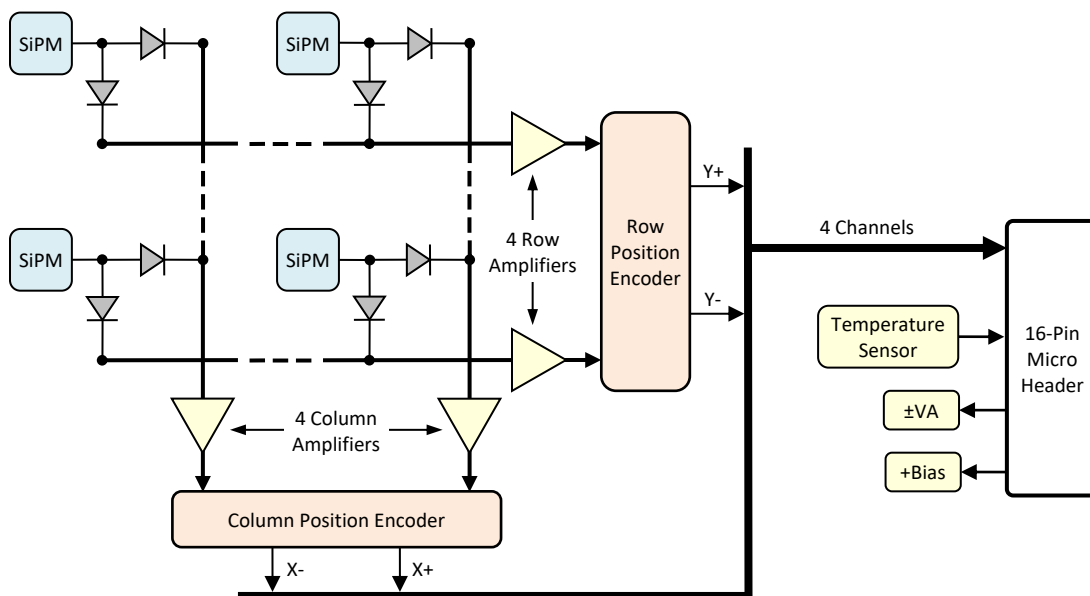 SiPM
SiPM
Y+
Row
Position
Encoder
4 Row
Amplifiers
4 Channels
SiPM
SiPM
Y-
Temperature
Sensor
16-Pin
Micro
Header
4 Column
Amplifiers
±VA
+Bias
Column Position Encoder
X-
X+